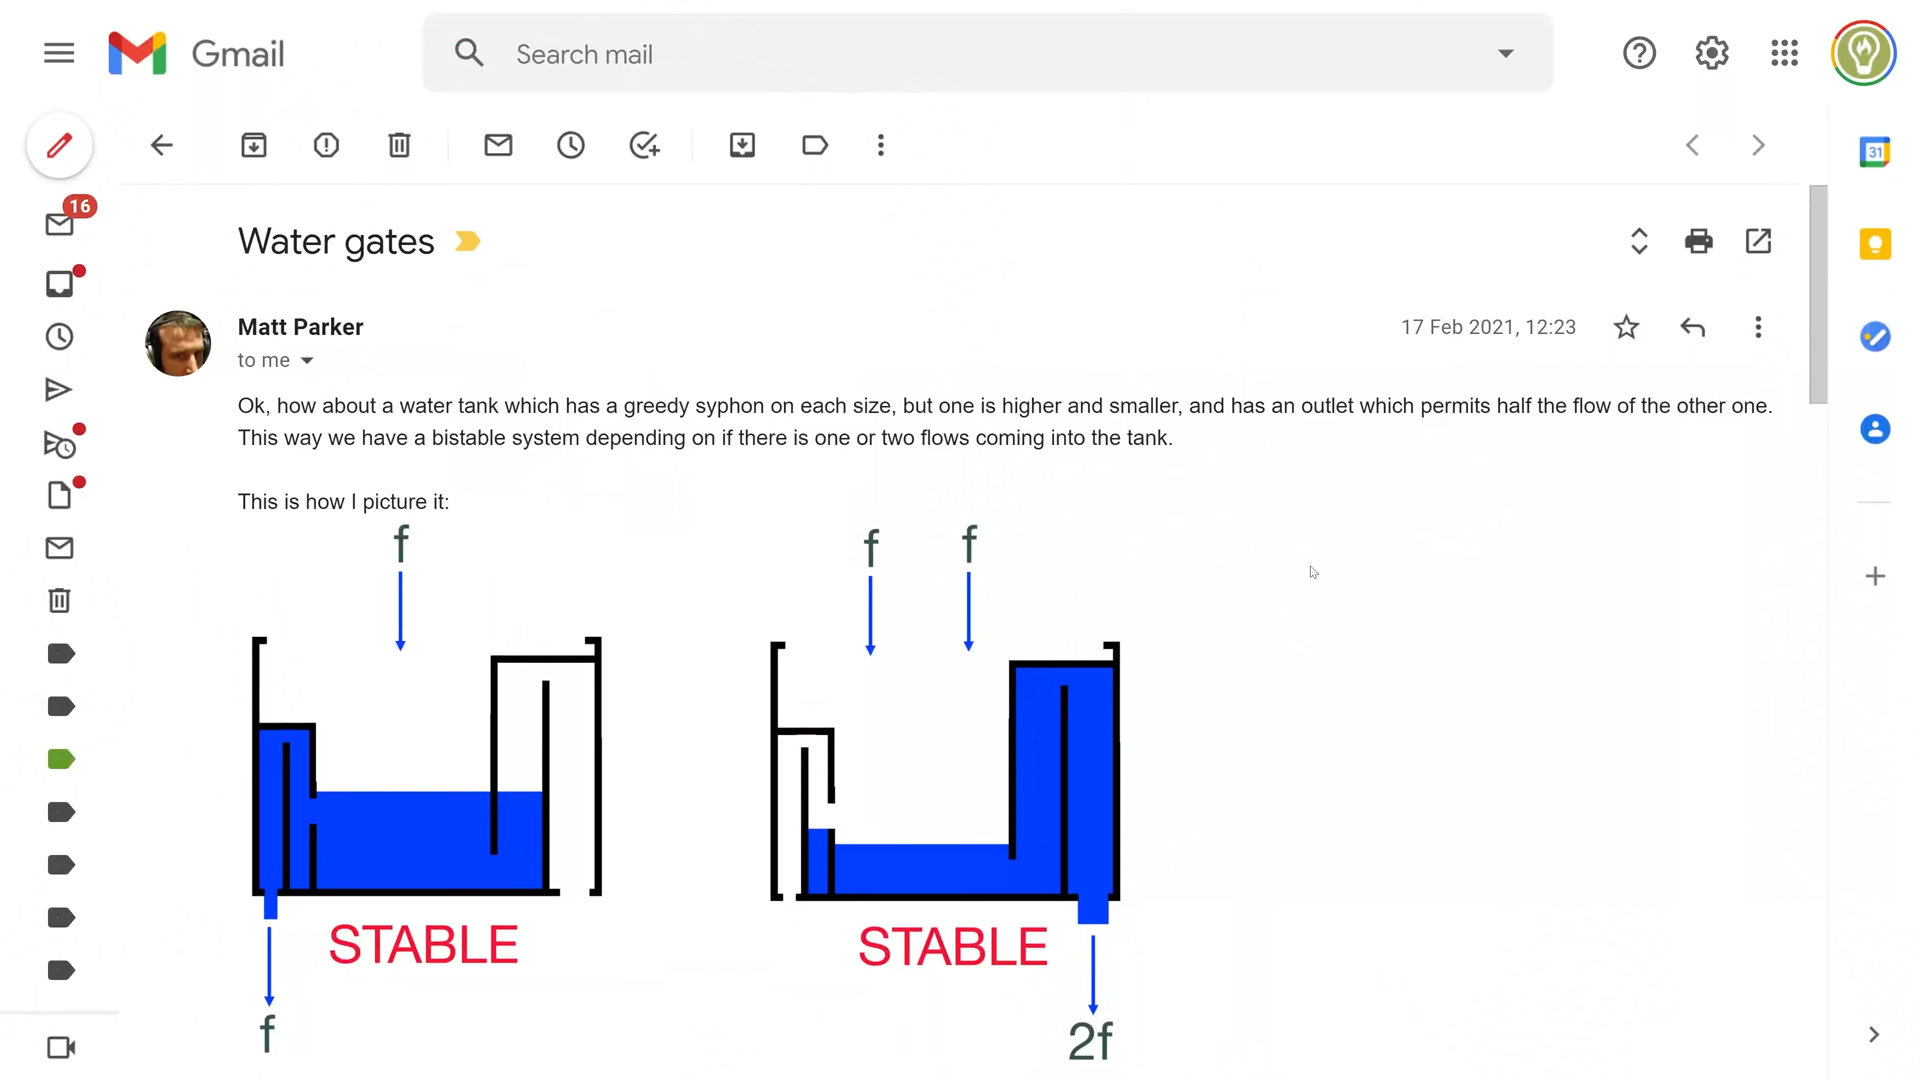 Gmail
Search mail
16
31
Water gates
Matt Parker
17 Feb 2021, 12:23
to me
Ok, how about a water tank which has a greedy syphon on each size, but one is higher and smaller, and has an outlet which permits half the flow of the other one.
This way we have a bistable system depending on if there is one or two flows coming into the tank.
This is how I picture it:
f
f
f
STABLE
STABLE
f
2f